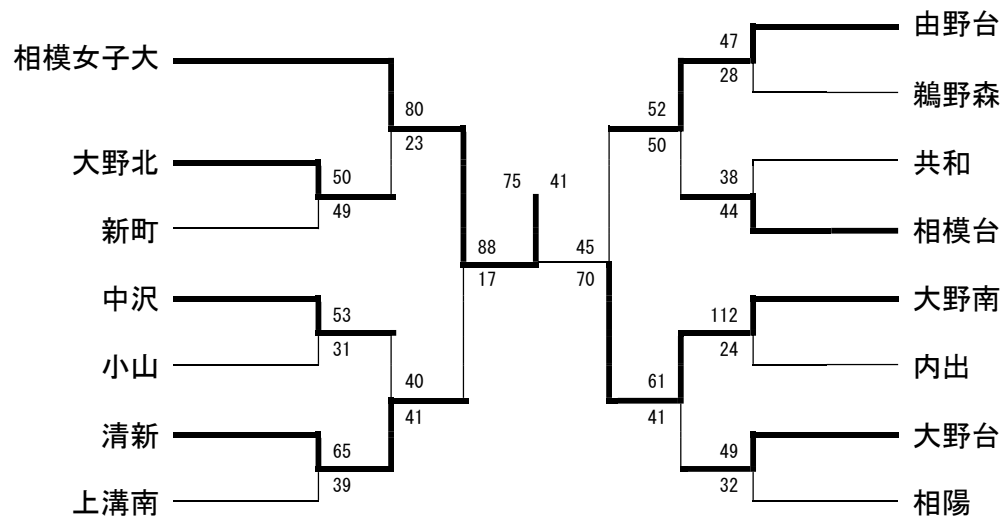 相模女子大
大野北
新町
中沢
小山
清新
上溝南
80
23
50
49
53
31
40
41
65
39
88
17
75 41
45
70
52
50
61
41
47
28
38
44
112
24
49
32
由野台
鵜野森
共和
相模台
大野南
内出
大野台
相陽